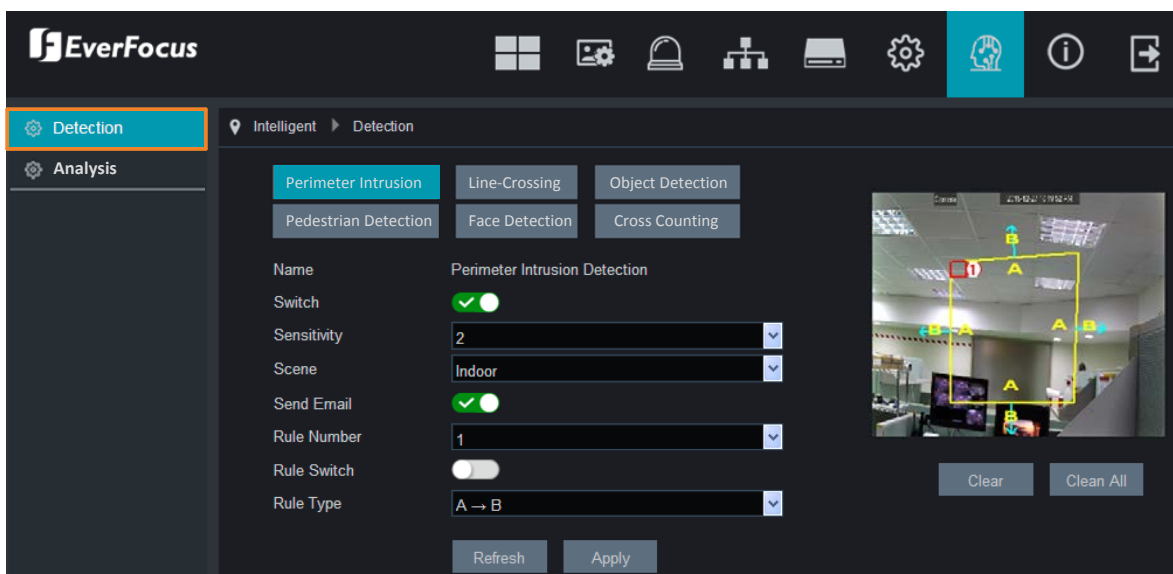 EverFocus
Detection
Analysis
Intelligent Detection
Perimeter Intrusion Line-Crossing Object Detection
Pedestrian Detection Face Detection Cross Counting
Name Perimeter Intrusion Detection
Switch
Sensitivity 2
Scene Indoor
Send Email
Rule Number 1
Rule Switch
Rule Type A → B
Refresh Apply
Camera
B
1 A
B A A B
A
B
Clear Clean All